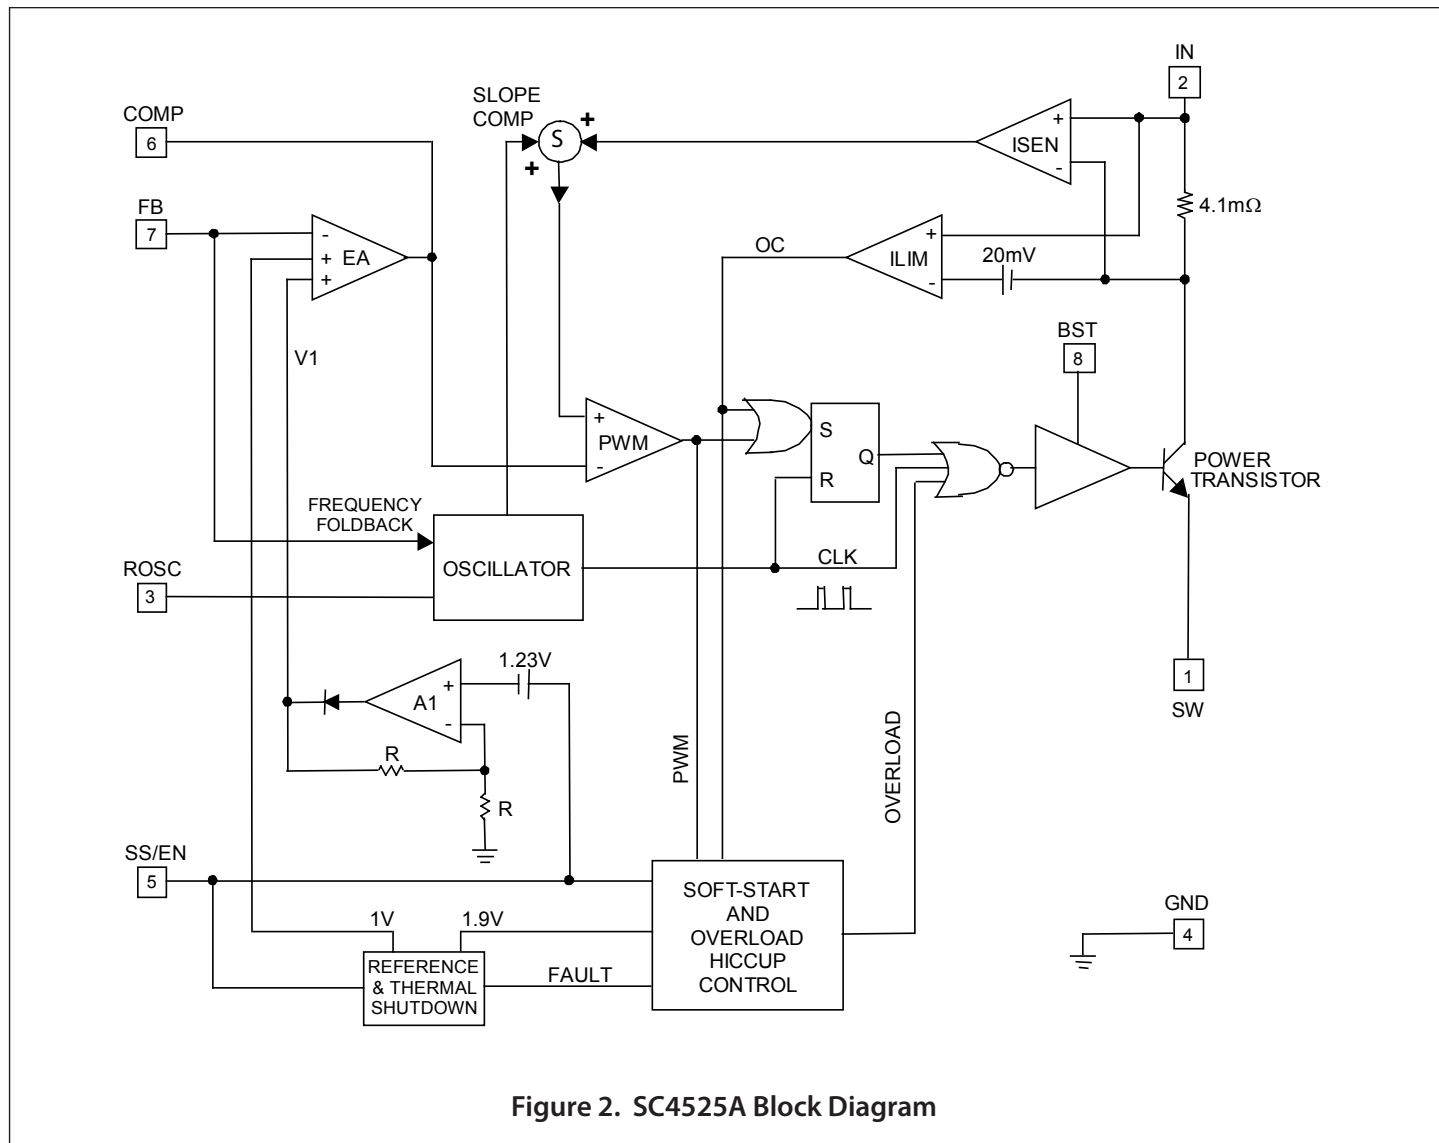 IN
2
SLOPE
COMP
COMP
6
+
S
+
+
ISEN
-
4.1mΩ
FB
7
-
+
+
EA
OC
+
ILIM
-
20mV
BST
8
V1
+
PWM
-
S
Q
R
POWER
TRANSISTOR
FREQUENCY
FOLDBACK
OSCILLATOR
CLK
ROSC
3
1.23V
+
A1
-
1
SW
R
R
PWM
OVERLOAD
SS/EN
5
SOFT-START
AND
OVERLOAD
HICCUP
CONTROL
1V
1.9V
GND
4
REFERENCE
& THERMAL
SHUTDOWN
FAULT
Figure 2. SC4525A Block Diagram